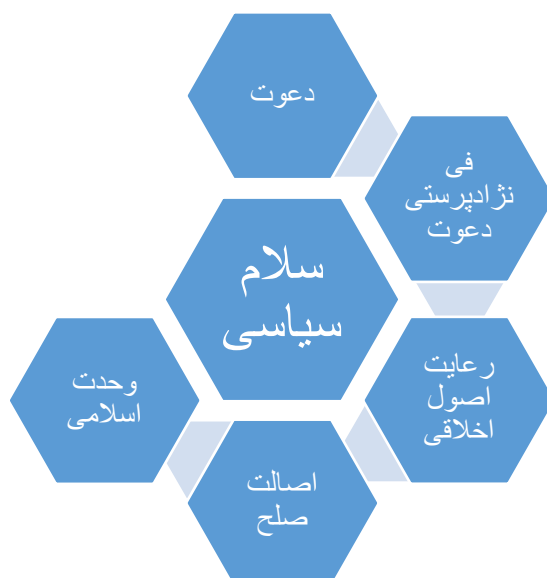 دعوت
فی
نژادپرستی
دعوت
سلام
سیاسی
رعایت
اصول
اخلاقی
اصالت
صلح
وحدت
اسلامی